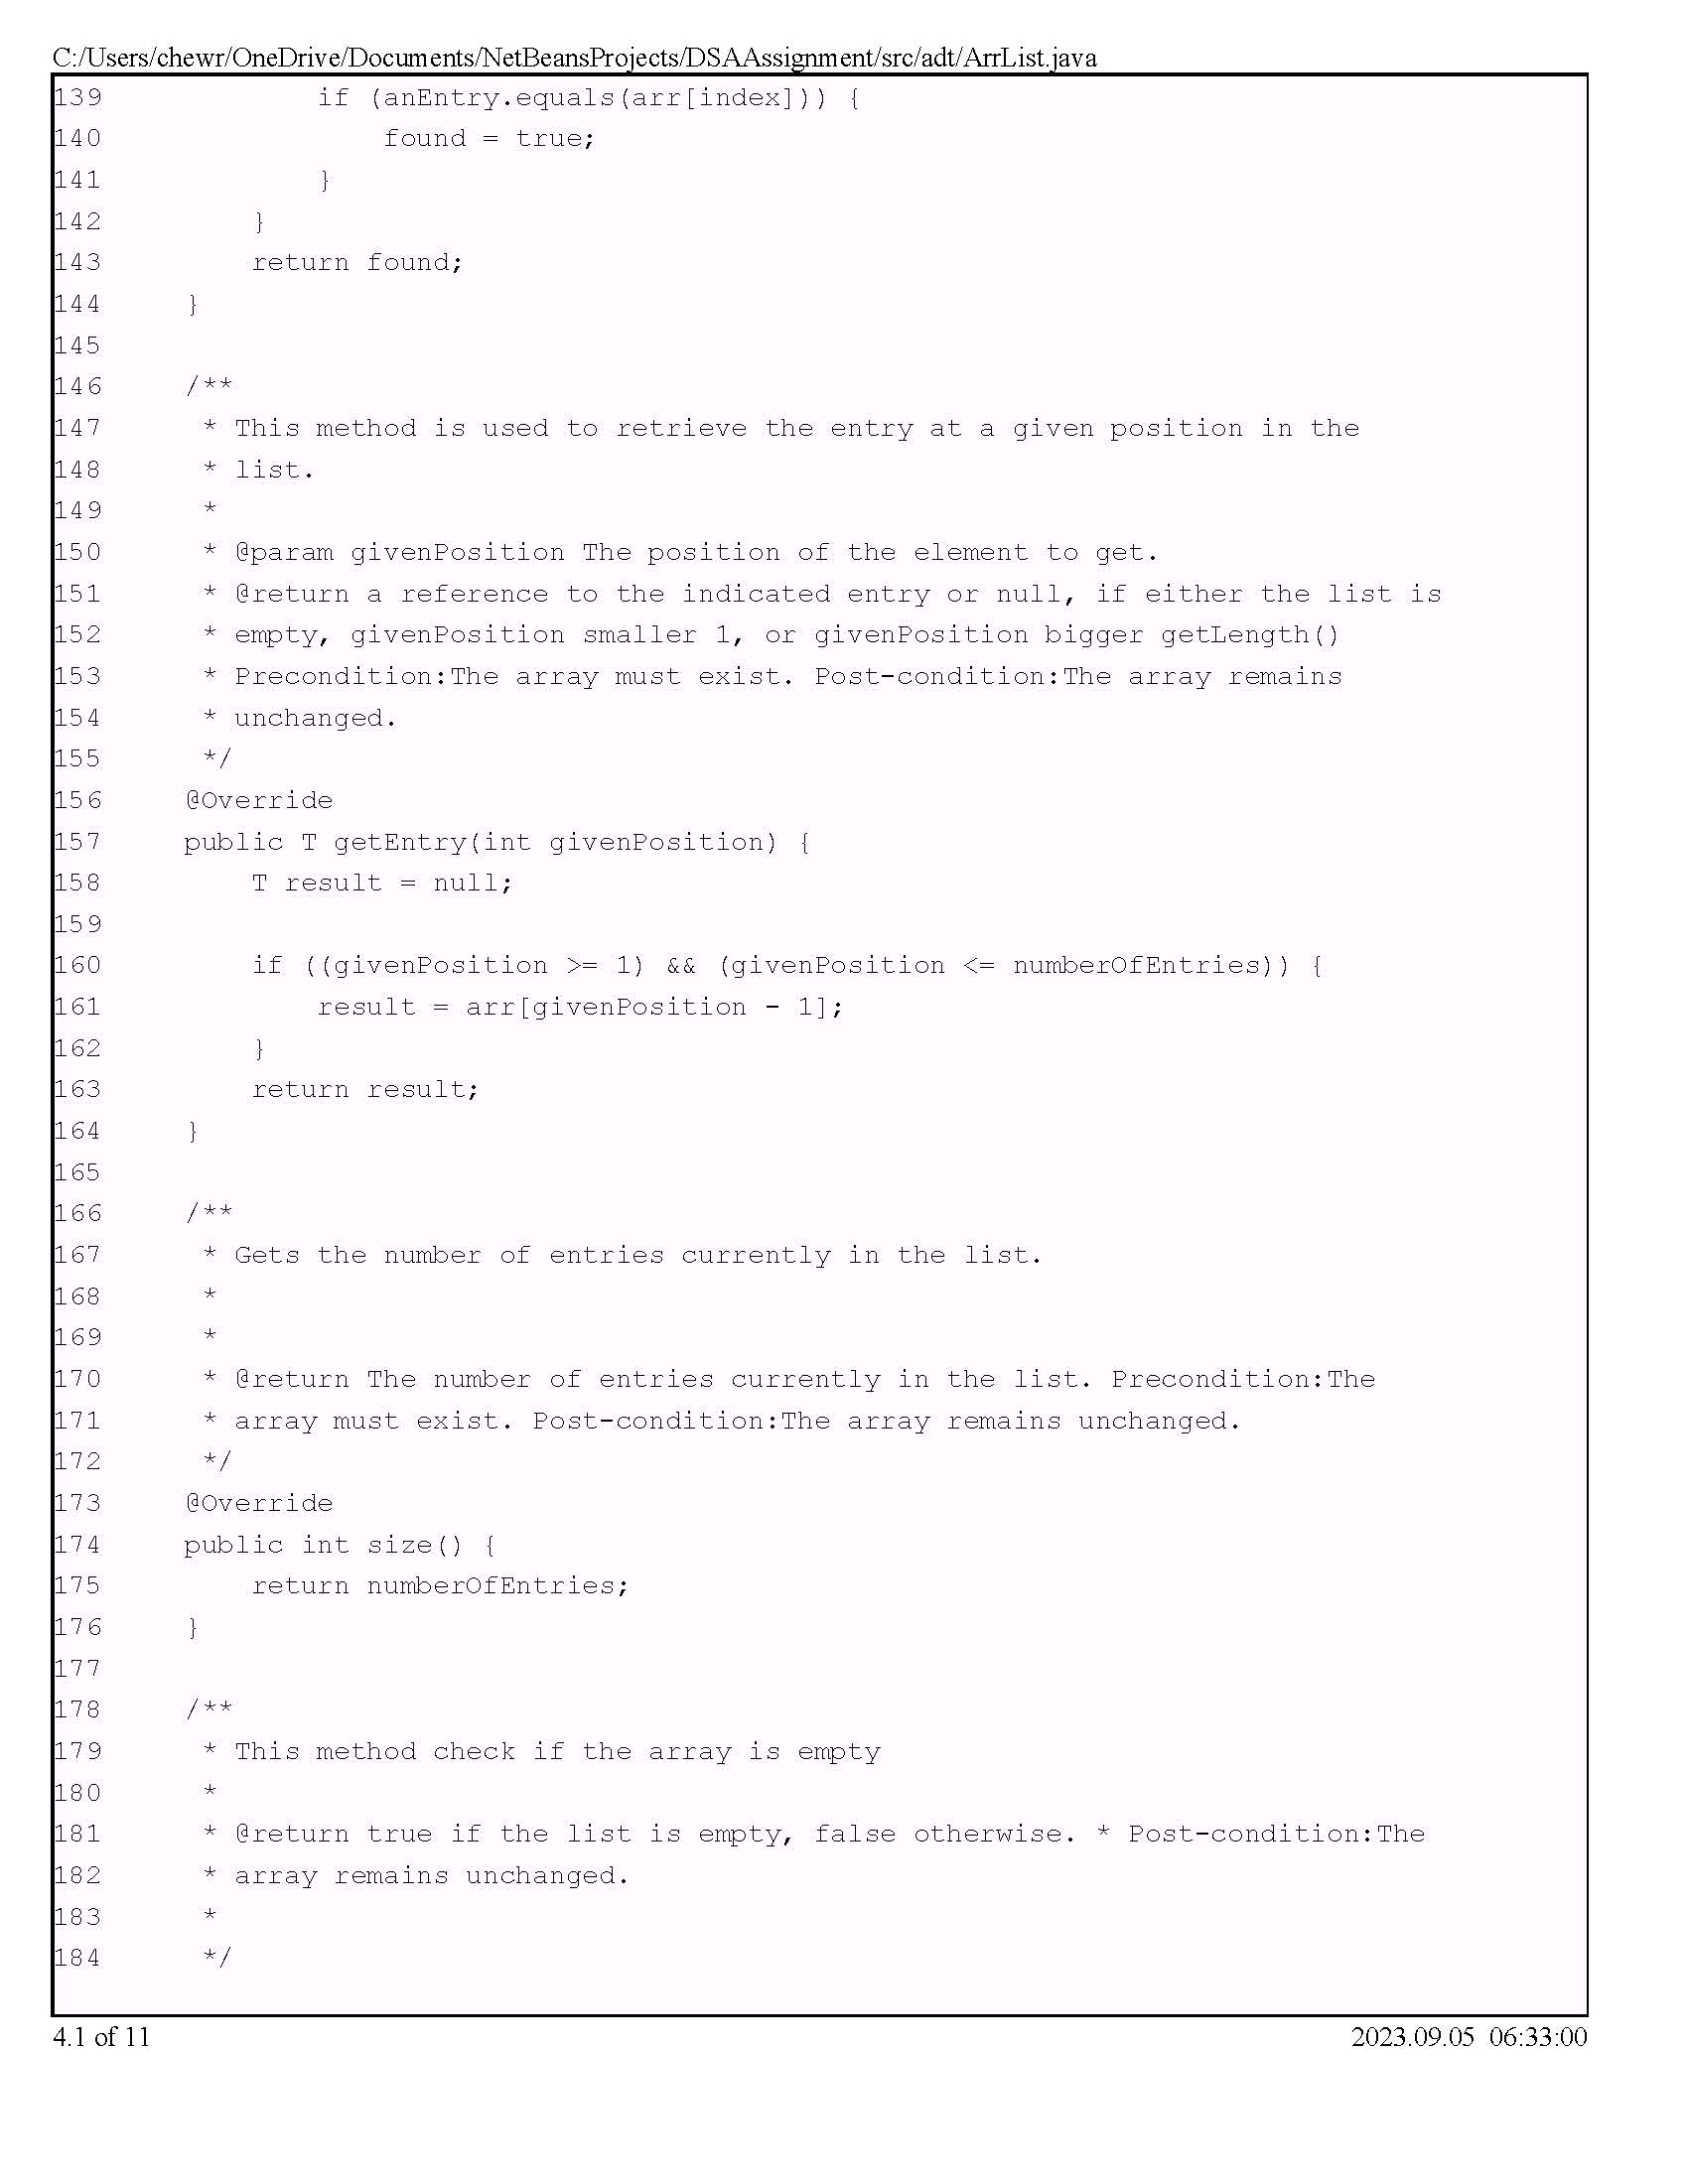 C:/Users/chewr/OneDrive/Documents/NetBeansProjects/DSAAssignment/src/adt/ArrList.java
139             if (anEntry.equals(arr[index])) {
140                 found = true;
141             }
142         }
143         return found;
144     }
145
146     /**
147      * This method is used to retrieve the entry at a given position in the
148      * list.
149      *
150      * @param givenPosition The position of the element to get.
151      * @return a reference to the indicated entry or null, if either the list is
152      * empty, givenPosition smaller 1, or givenPosition bigger getLength()
153      * Precondition:The array must exist. Post-condition:The array remains
154      * unchanged.
155      */
156     @Override
157     public T getEntry(int givenPosition) {
158         T result = null;
159
160         if ((givenPosition >= 1) && (givenPosition <= numberOfEntries)) {
161             result = arr[givenPosition - 1];
162         }
163         return result;
164     }
165
166     /**
167      * Gets the number of entries currently in the list.
168      *
169      *
170      * @return The number of entries currently in the list. Precondition:The
171      * array must exist. Post-condition:The array remains unchanged.
172      */
173     @Override
174     public int size() {
175         return numberOfEntries;
176     }
177
178     /**
179      * This method check if the array is empty
180      *
181      * @return true if the list is empty, false otherwise. * Post-condition:The
182      * array remains unchanged.
183      *
184      */
4.1 of 11 2023.09.05 06:33:00